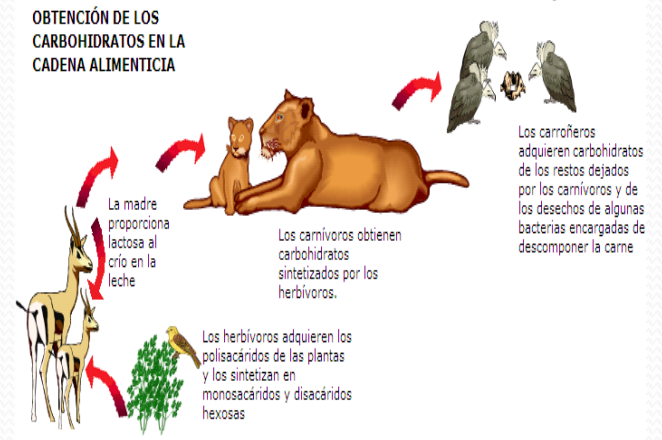 OBTENCIÓN DE LOS
CARBOHIDRATOS EN LA
CADENA ALIMENTICIA
La madre
proporciona
lactosa al
crío en la
leche
Los carnívoros obtienen
carbohidratos
sintetizados por los
herbívoros.
Los carroñeros
adquieren carbohidratos
de los restos dejados
por los carnívoros y de
los desechos de algunas
bacterias encargadas de
descomponer la carne
Los herbívoros adquieren los
polisacáridos de las plantas
y los sintetizan en
monosacáridos y disacáridos
hexosas